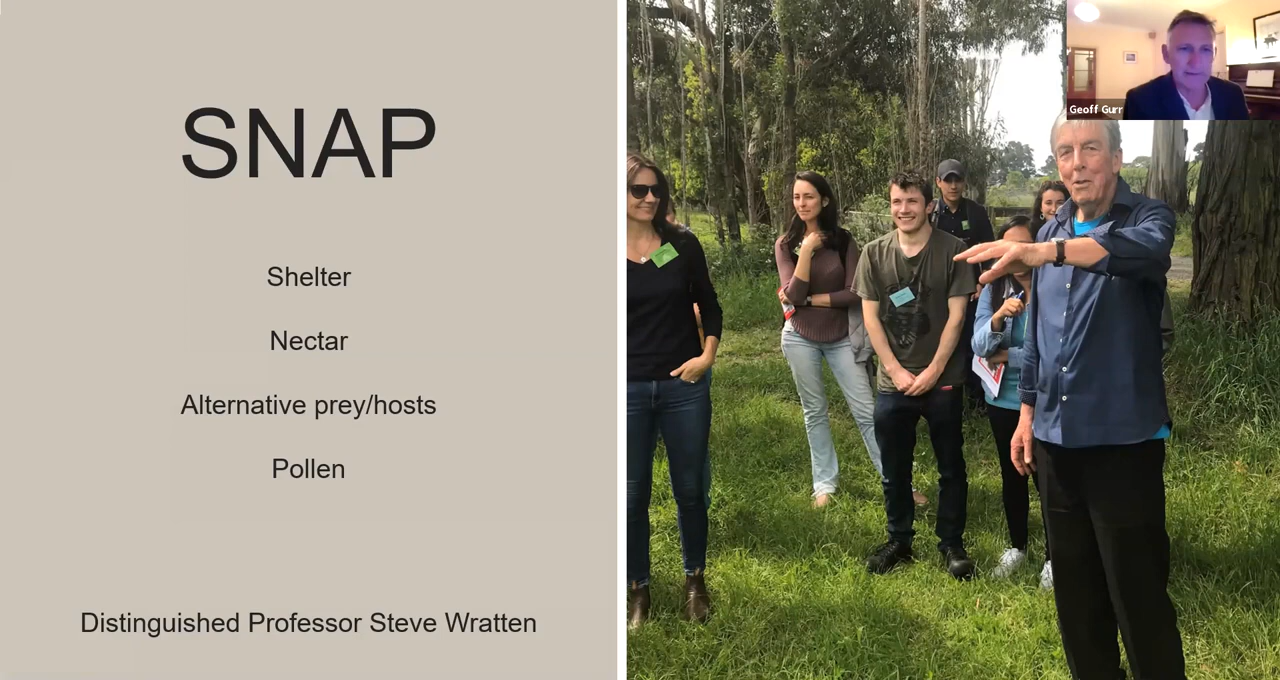 SNAP
Shelter
Nectar
Alternative prey/hosts
Pollen
Distinguished Professor Steve Wratten
Geoff Gurr